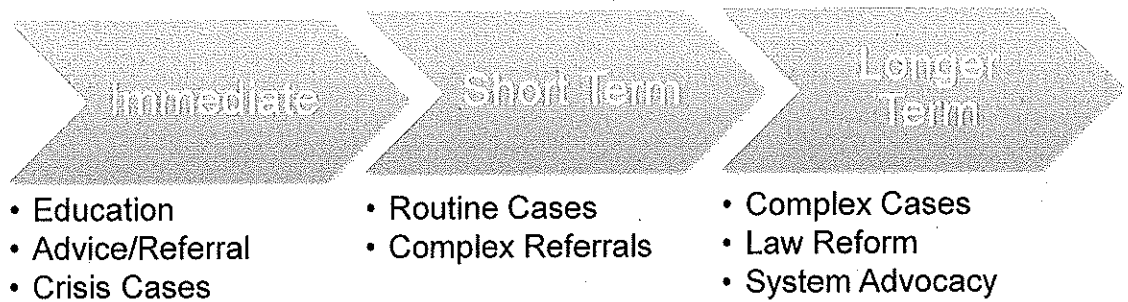 Immediate
• Education
• Advice/Referral
• Crisis Cases
Short Term
• Routine Cases
• Complex Referrals
Longer
Term
• Complex Cases
• Law Reform
• System Advocacy